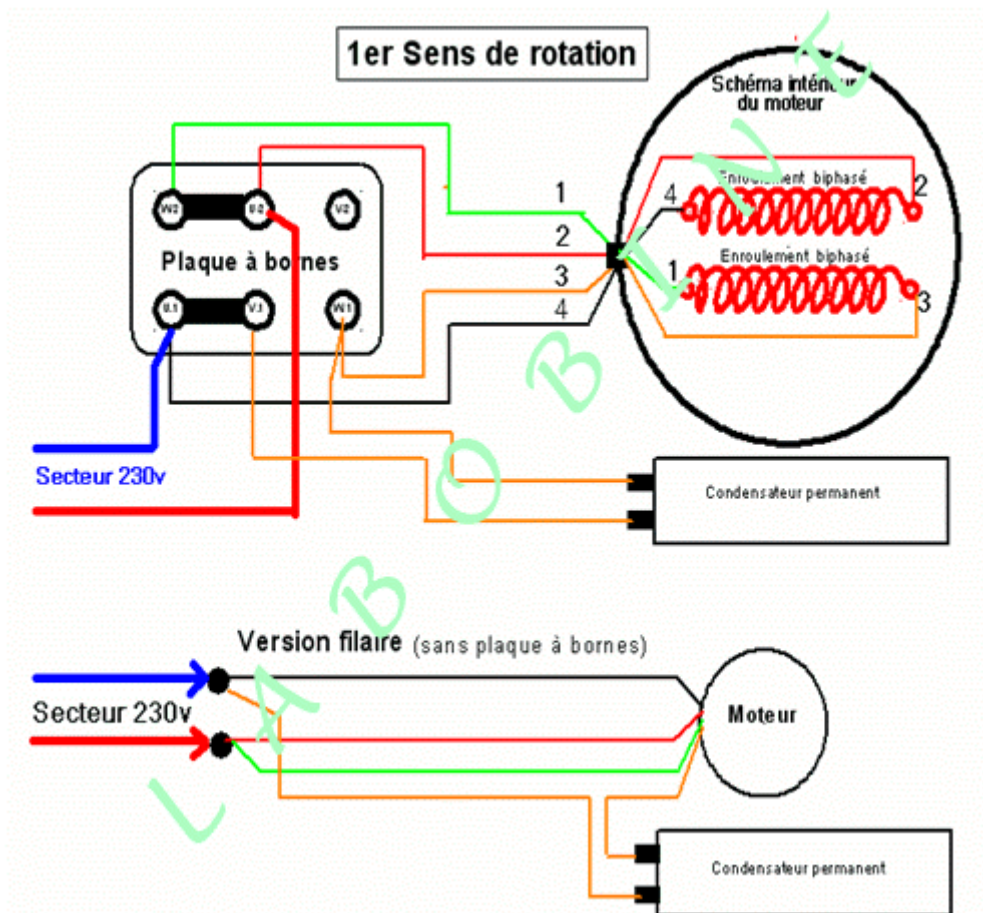 1er Sens de rotation
Schéma intérieur
du moteur
W2 U2 V2
Plaque à bornes
U.1 V.1 W1
1
2
3
4
Enroulement biphasé
4 2
Enroulement biphasé
1 3
Secteur 230v
Condensateur permanent
Version filaire (sans plaque à bornes)
Secteur 230v
Moteur
Condensateur permanent
L A B B O B I N E